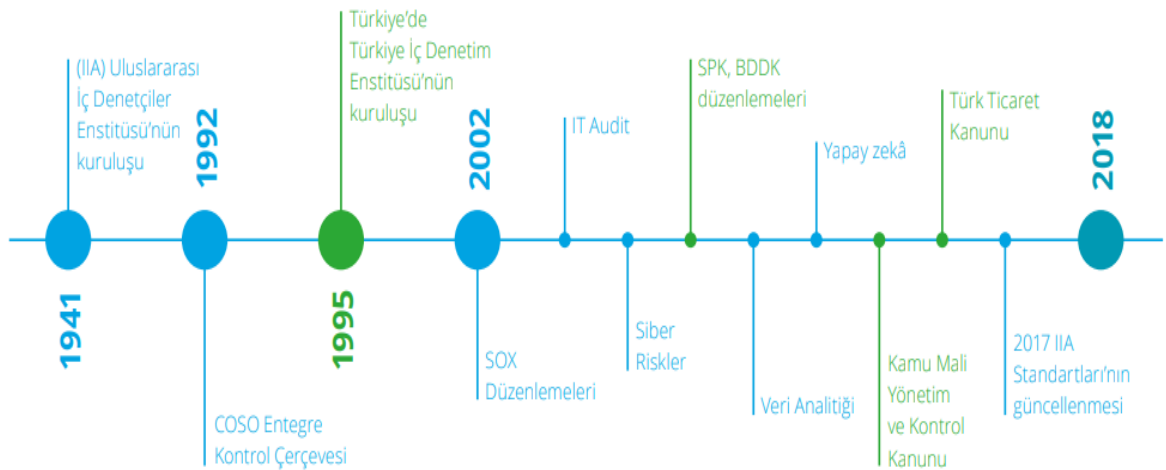 (IIA) Uluslararası
İç Denetçiler
Enstitüsü'nün
kuruluşu
1941
1992
COSO Entegre
Kontrol Çerçevesi
Türkiye'de
Türkiye İç Denetim
Enstitüsü'nün
kuruluşu
1995
2002
SOX
Düzenlemeleri
IT Audit
Siber
Riskler
SPK, BDDK
düzenlemeleri
Veri Analitiği
Yapay zekâ
Kamu Mali
Yönetim
ve Kontrol
Kanunu
Türk Ticaret
Kanunu
2017 IIA
Standartları'nın
güncellenmesi
2018